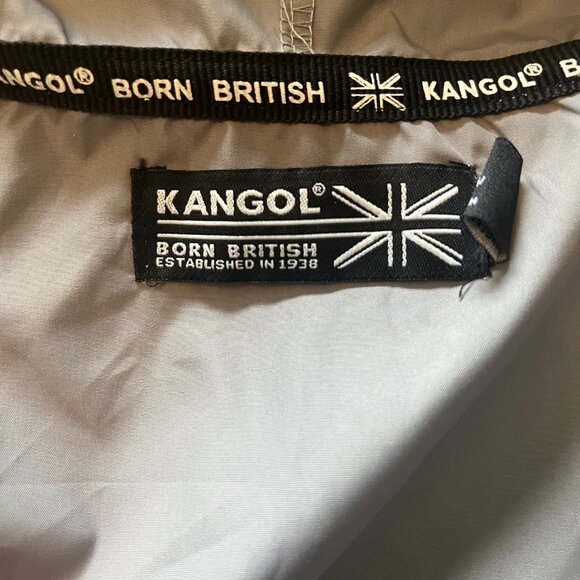 KANGOL® BORN BRITISH KANGOL®
KANGOL®
BORN BRITISH
ESTABLISHED IN 1938